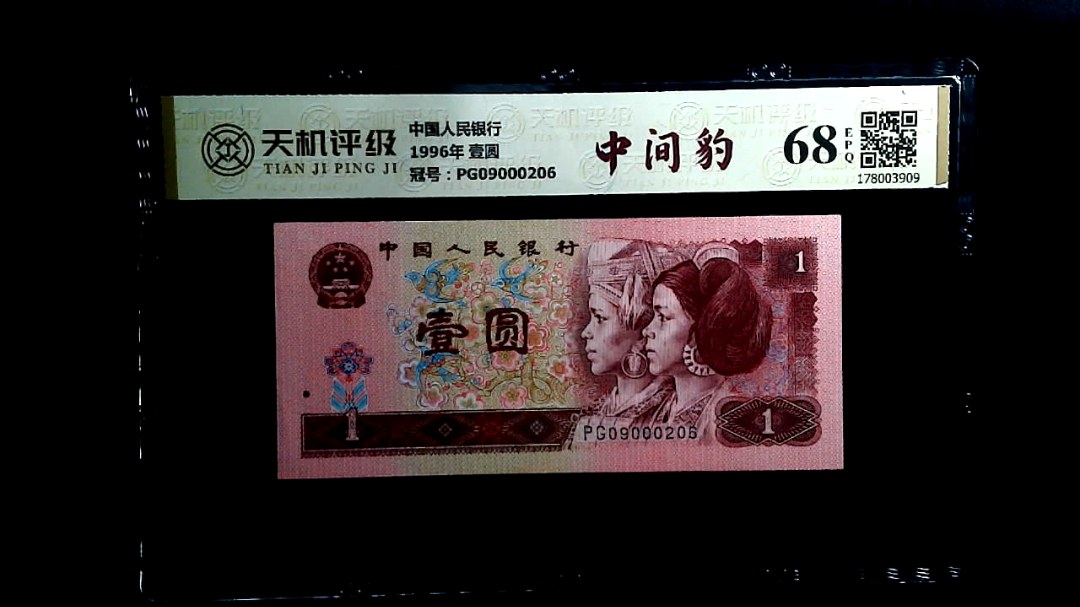 天机评级
TIAN JI PING JI
中国人民银行
1996年 壹圆
冠号：PG09000206
中间豹
68
EPQ
178003909
中国人民银行
1
壹圆
1
PG09000206
1